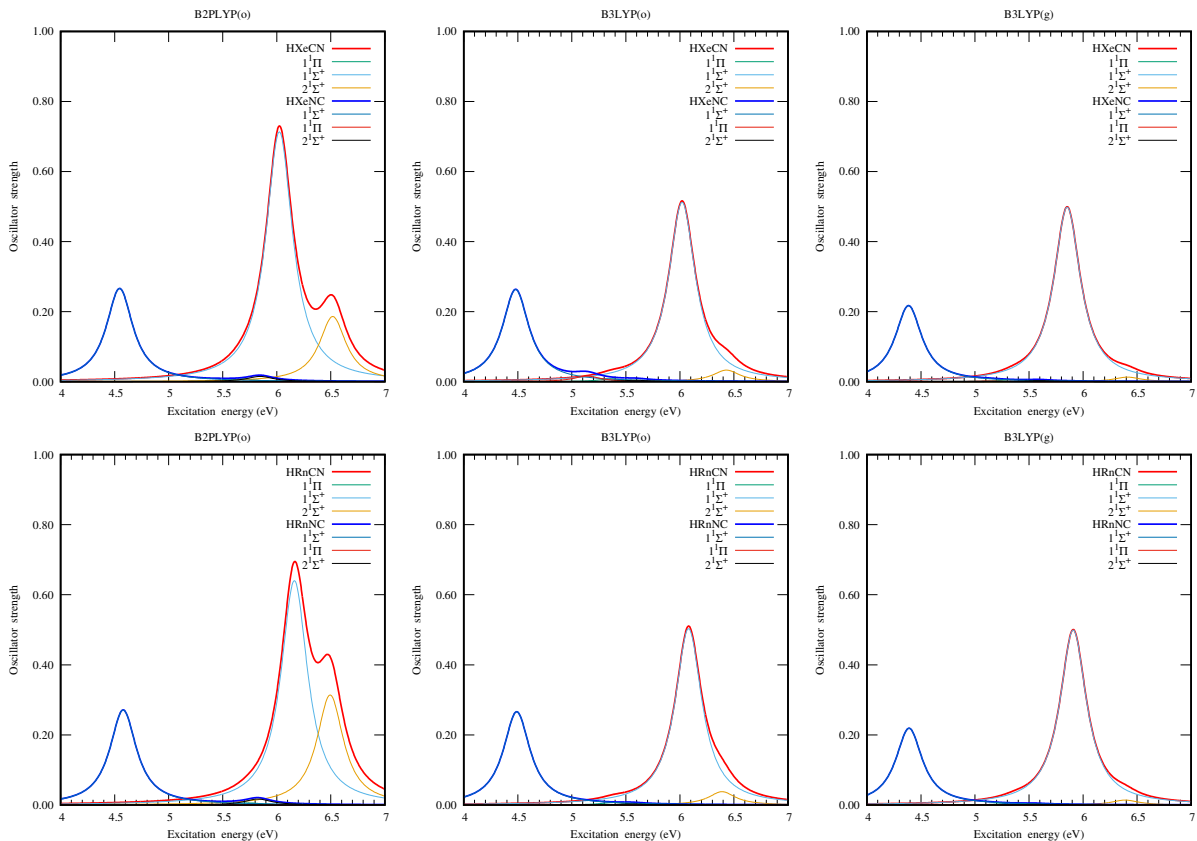 B2PLYP(o)
1.00
0.80
0.60
0.40
0.20
0.00
4
4.5
5
5.5
6
6.5
7
Oscillator strength
Excitation energy (eV)
HXeCN
1¹Π
1¹Σ⁺
2¹Σ⁺
HXeNC
1¹Σ⁺
1¹Π
2¹Σ⁺
B3LYP(o)
1.00
0.80
0.60
0.40
0.20
0.00
4
4.5
5
5.5
6
6.5
7
Oscillator strength
Excitation energy (eV)
HXeCN
1¹Π
1¹Σ⁺
2¹Σ⁺
HXeNC
1¹Σ⁺
1¹Π
2¹Σ⁺
B3LYP(g)
1.00
0.80
0.60
0.40
0.20
0.00
4
4.5
5
5.5
6
6.5
7
Oscillator strength
Excitation energy (eV)
HXeCN
1¹Π
1¹Σ⁺
2¹Σ⁺
HXeNC
1¹Σ⁺
1¹Π
2¹Σ⁺
B2PLYP(o)
1.00
0.80
0.60
0.40
0.20
0.00
4
4.5
5
5.5
6
6.5
7
Oscillator strength
Excitation energy (eV)
HRnCN
1¹Π
1¹Σ⁺
2¹Σ⁺
HRnNC
1¹Σ⁺
1¹Π
2¹Σ⁺
B3LYP(o)
1.00
0.80
0.60
0.40
0.20
0.00
4
4.5
5
5.5
6
6.5
7
Oscillator strength
Excitation energy (eV)
HRnCN
1¹Π
1¹Σ⁺
2¹Σ⁺
HRnNC
1¹Σ⁺
1¹Π
2¹Σ⁺
B3LYP(g)
1.00
0.80
0.60
0.40
0.20
0.00
4
4.5
5
5.5
6
6.5
7
Oscillator strength
Excitation energy (eV)
HRnCN
1¹Π
1¹Σ⁺
2¹Σ⁺
HRnNC
1¹Σ⁺
1¹Π
2¹Σ⁺